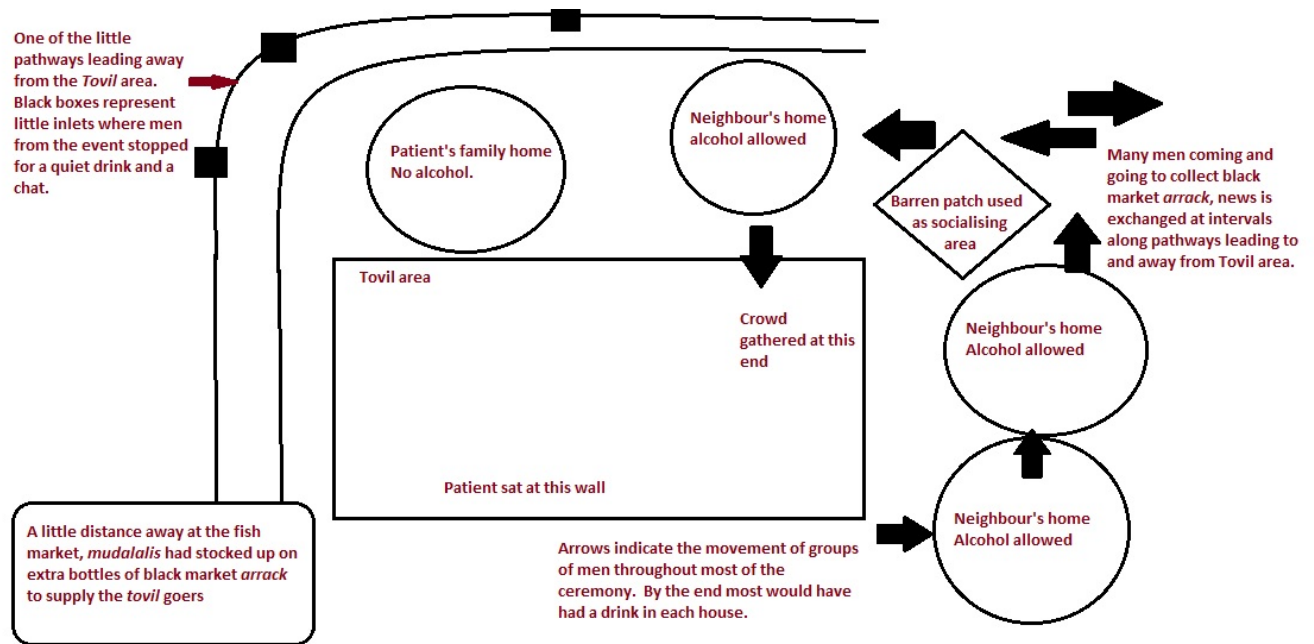 One of the little
pathways leading away
from the Tovil area.
Black boxes represent
little inlets where men
from the event stopped
for a quiet drink and a
chat.
Patient's family home
No alcohol.
Neighbour's home
alcohol allowed
Barren patch used
as socialising
area
Many men coming and
going to collect black
market arrack, news is
exchanged at intervals
along pathways leading to
and away from Tovil area.
Tovil area
Crowd
gathered at this
end
Neighbour's home
Alcohol allowed
Patient sat at this wall
Neighbour's home
Alcohol allowed
A little distance away at the fish
market, mudalalis had stocked up on
extra bottles of black market arrack
to supply the tovil goers
Arrows indicate the movement of groups
of men throughout most of the
ceremony. By the end most would have
had a drink in each house.